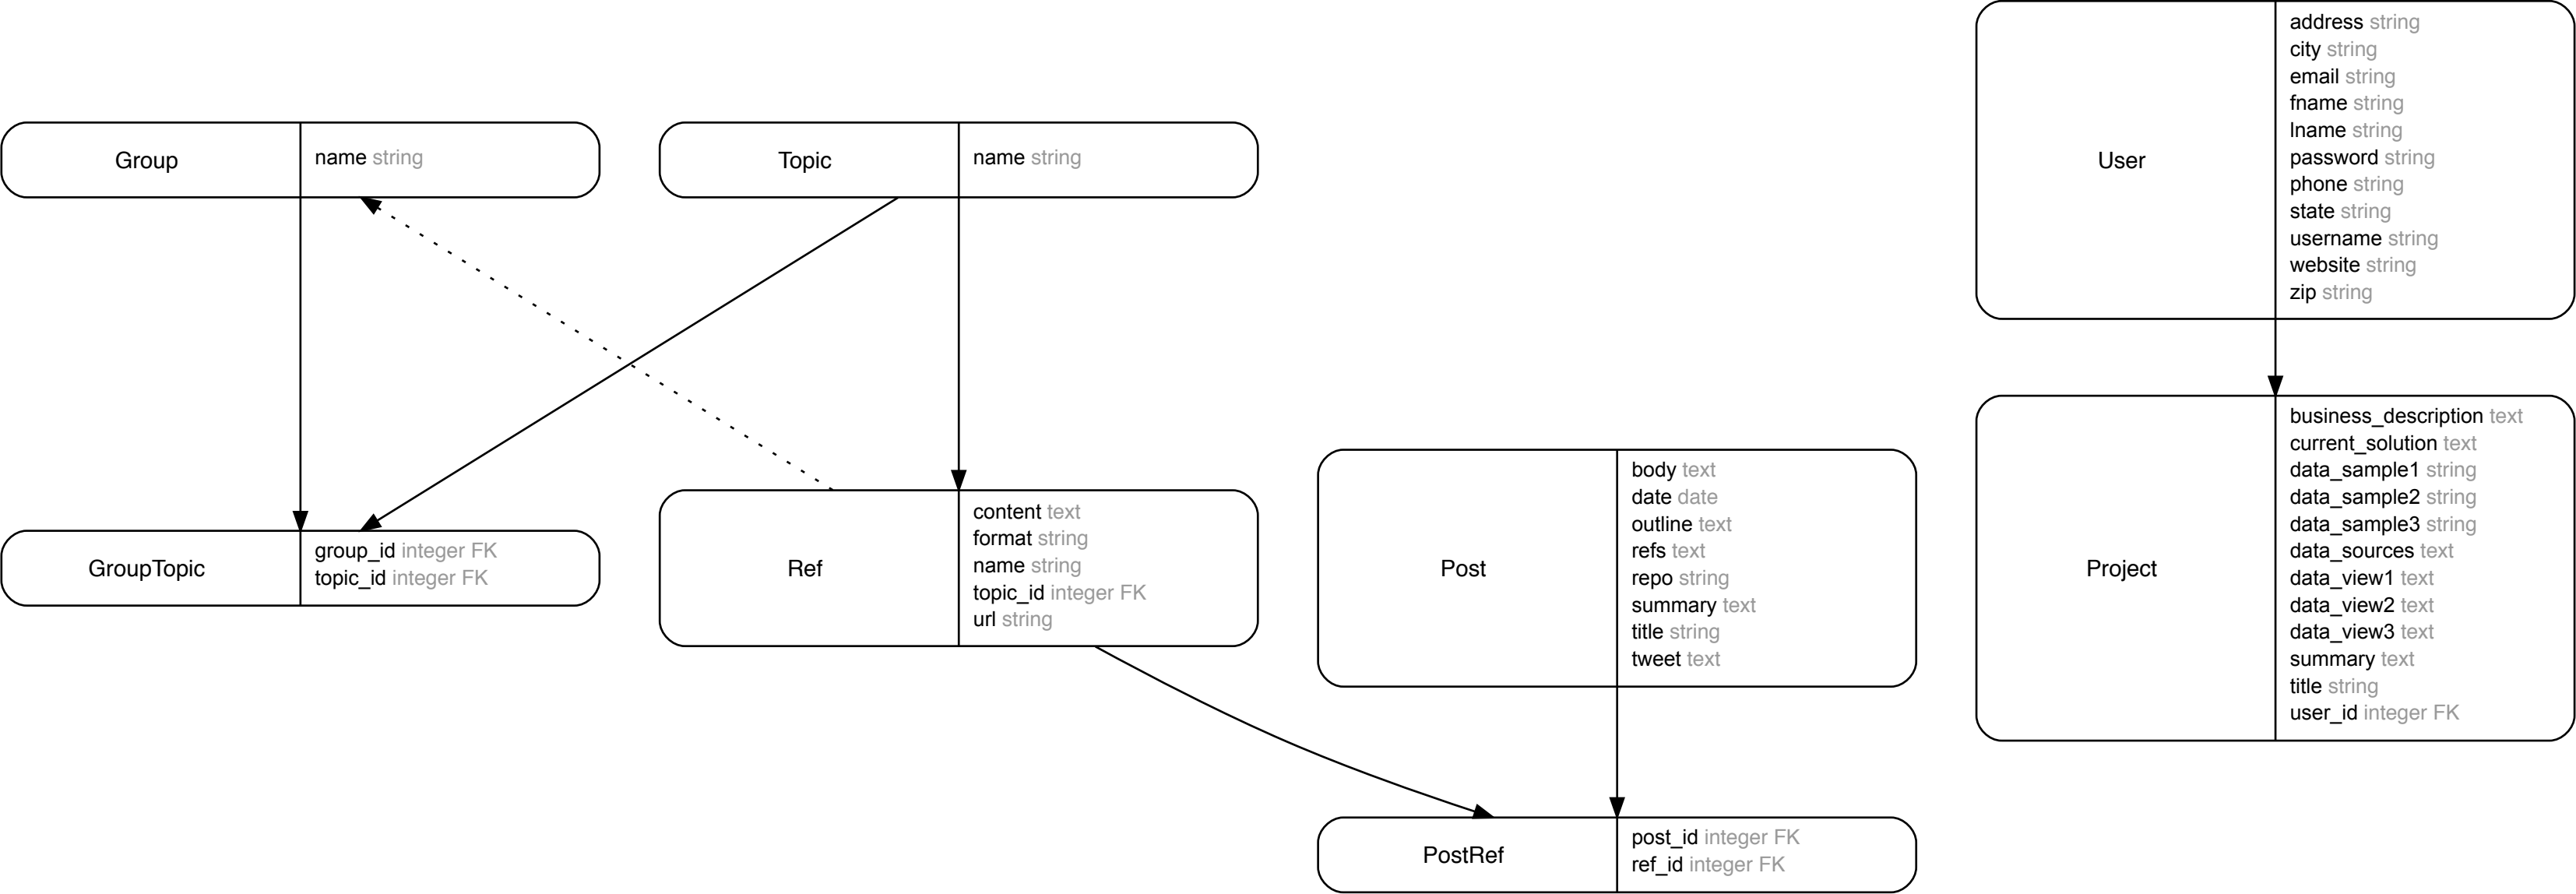 Group
name string
Topic
name string
User
address string
city string
email string
fname string
lname string
password string
phone string
state string
username string
website string
zip string
GroupTopic
group_id integer FK
topic_id integer FK
Ref
content text
format string
name string
topic_id integer FK
url string
Post
body text
date date
outline text
refs text
repo string
summary text
title string
tweet text
Project
business_description text
current_solution text
data_sample1 string
data_sample2 string
data_sample3 string
data_sources text
data_view1 text
data_view2 text
data_view3 text
summary text
title string
user_id integer FK
PostRef
post_id integer FK
ref_id integer FK